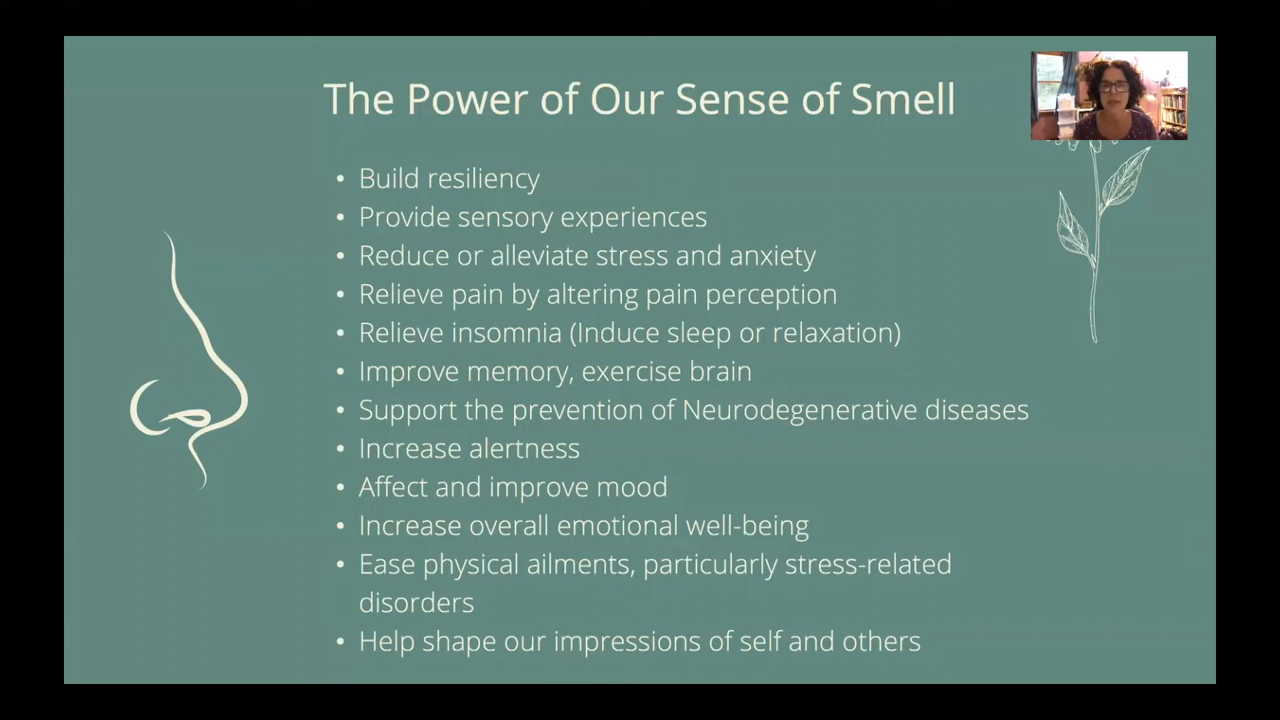 The Power of Our Sense of Smell
• Build resiliency
• Provide sensory experiences
• Reduce or alleviate stress and anxiety
• Relieve pain by altering pain perception
• Relieve insomnia (Induce sleep or relaxation)
• Improve memory, exercise brain
• Support the prevention of Neurodegenerative diseases
• Increase alertness
• Affect and improve mood
• Increase overall emotional well-being
• Ease physical ailments, particularly stress-related
disorders
• Help shape our impressions of self and others